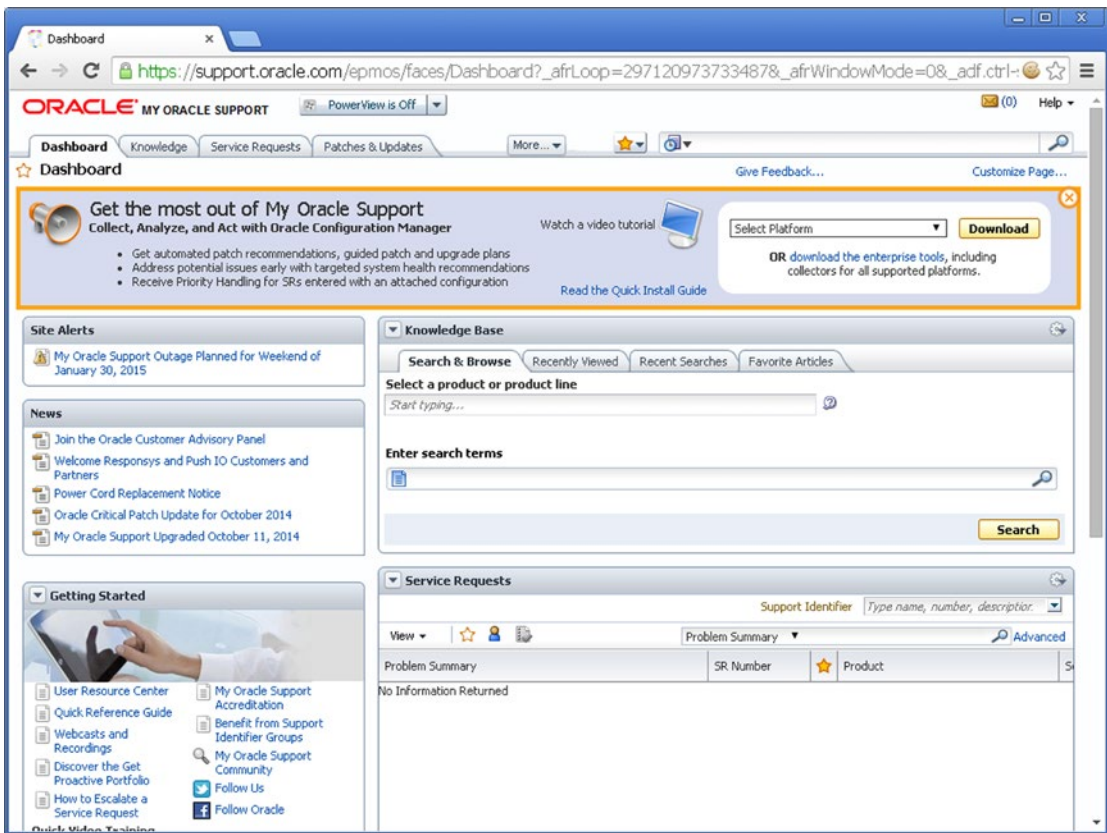 Dashboard
https://support.oracle.com/epmos/faces/Dashboard?_afrLoop=297120973733487&_afrWindowMode=0&_adf.ctrl-
ORACLE MY ORACLE SUPPORT
PowerView is Off
(0)
Help
Dashboard
Knowledge
Service Requests
Patches & Updates
More...
Dashboard
Give Feedback...
Customize Page...
Get the most out of My Oracle Support
Collect, Analyze, and Act with Oracle Configuration Manager
Get automated patch recommendations, guided patch and upgrade plans
Address potential issues early with targeted system health recommendations
Receive Priority Handling for SRs entered with an attached configuration
Watch a video tutorial
Read the Quick Install Guide
Select Platform
Download
OR download the enterprise tools, including
collectors for all supported platforms.
Site Alerts
My Oracle Support Outage Planned for Weekend of
January 30, 2015
News
Join the Oracle Customer Advisory Panel
Welcome Responsys and Push IO Customers and
Partners
Power Cord Replacement Notice
Oracle Critical Patch Update for October 2014
My Oracle Support Upgraded October 11, 2014
Getting Started
User Resource Center
Quick Reference Guide
Webcasts and
Recordings
Discover the Get
Proactive Portfolio
How to Escalate a
Service Request
My Oracle Support
Accreditation
Benefit from Support
Identifier Groups
My Oracle Support
Community
Follow Us
Follow Oracle
Quick Video Training
Knowledge Base
Search & Browse
Recently Viewed
Recent Searches
Favorite Articles
Select a product or product line
Start typing...
Enter search terms
Search
Service Requests
Support Identifier
Type name, number, description
View
Problem Summary
Advanced
Problem Summary
SR Number
Product
No Information Returned